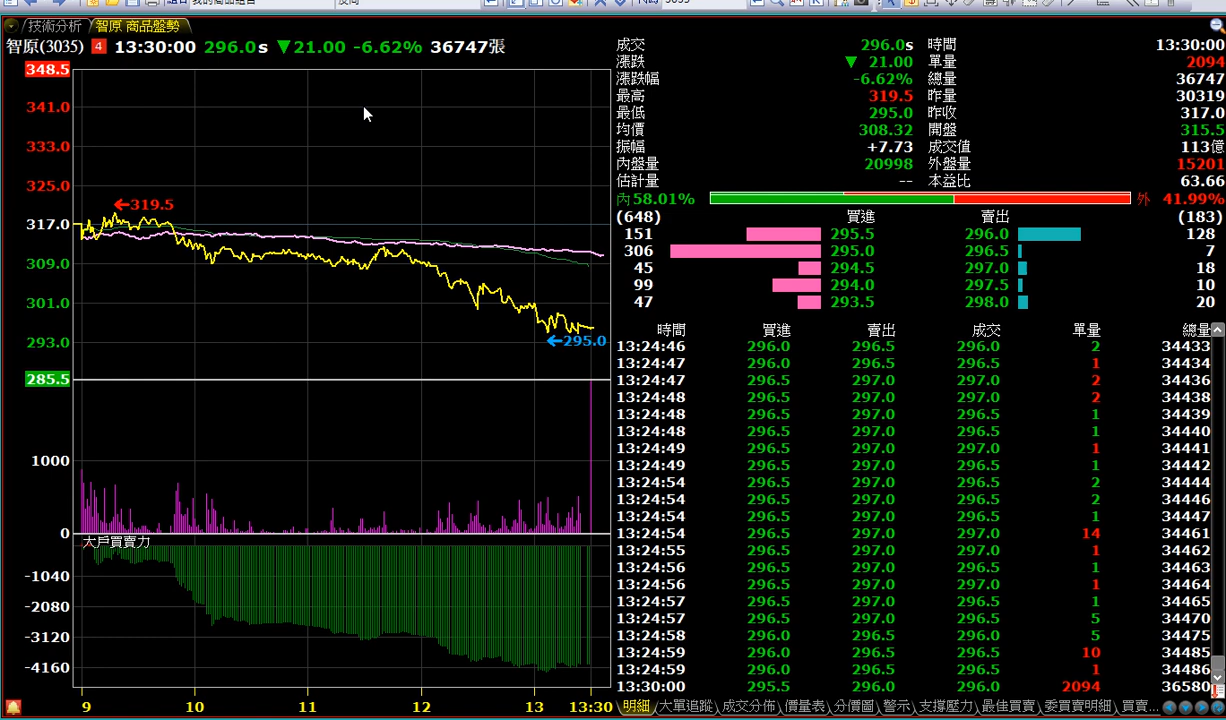 技術分析 智原 商品盤勢
智原(3035) 4 13:30:00 296.0s ▼21.00 -6.62% 36747張
348.5
341.0
333.0
325.0
317.0
309.0
301.0
293.0
285.5
←319.5
←295.0
1000
0
大戶買賣力
-1040
-2080
-3120
-4160
9 10 11 12 13 13:30
成交 296.0s 時間 13:30:00
漲跌 ▼ 21.00 單量 2094
漲跌幅 -6.62% 總量 36747
最高 319.5 昨量 30319
最低 295.0 昨收 317.0
均價 308.32 開盤 315.5
振幅 +7.73 成交值 113億
內盤量 20998 外盤量 15201
估計量 -- 本益比 63.66
內58.01% 外 41.99%
(648) 買進 賣出 (183)
151 295.5 296.0 128
306 295.0 296.5 7
45 294.5 297.0 18
99 294.0 297.5 10
47 293.5 298.0 20
時間 買進 賣出 成交 單量 總量
13:24:46 296.0 296.5 296.0 2 34433
13:24:47 296.0 296.5 296.5 1 34434
13:24:47 296.5 297.0 297.0 2 34436
13:24:48 296.5 297.0 297.0 2 34438
13:24:48 296.5 297.0 296.5 1 34439
13:24:48 296.5 297.0 296.5 1 34440
13:24:49 296.5 297.0 297.0 1 34441
13:24:49 296.5 297.0 296.5 1 34442
13:24:54 296.5 297.0 296.5 2 34444
13:24:54 296.5 297.0 296.5 2 34446
13:24:54 296.5 297.0 296.5 1 34447
13:24:54 296.5 297.0 297.0 14 34461
13:24:55 296.5 297.0 297.0 1 34462
13:24:56 296.5 297.0 296.5 1 34463
13:24:56 296.5 297.0 297.0 1 34464
13:24:57 296.5 297.0 296.5 1 34465
13:24:57 296.5 297.0 296.5 5 34470
13:24:58 296.0 296.5 296.0 5 34475
13:24:59 296.0 296.5 296.5 10 34485
13:24:59 296.0 296.5 296.5 1 34486
13:30:00 295.5 296.0 296.0 2094 36580
明細 大單追蹤 成交分佈 價量表 分價圖 警示 支撐壓力 最佳買賣 委買賣明細 買賣...